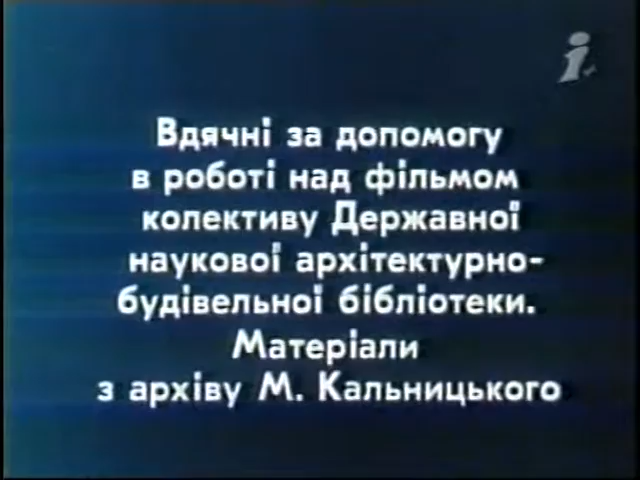 Вдячні за допомогу
в роботі над фільмом
колективу Державної
наукової архітектурно-
будівельної бібліотеки.
Матеріали
з архіву М. Кальницького